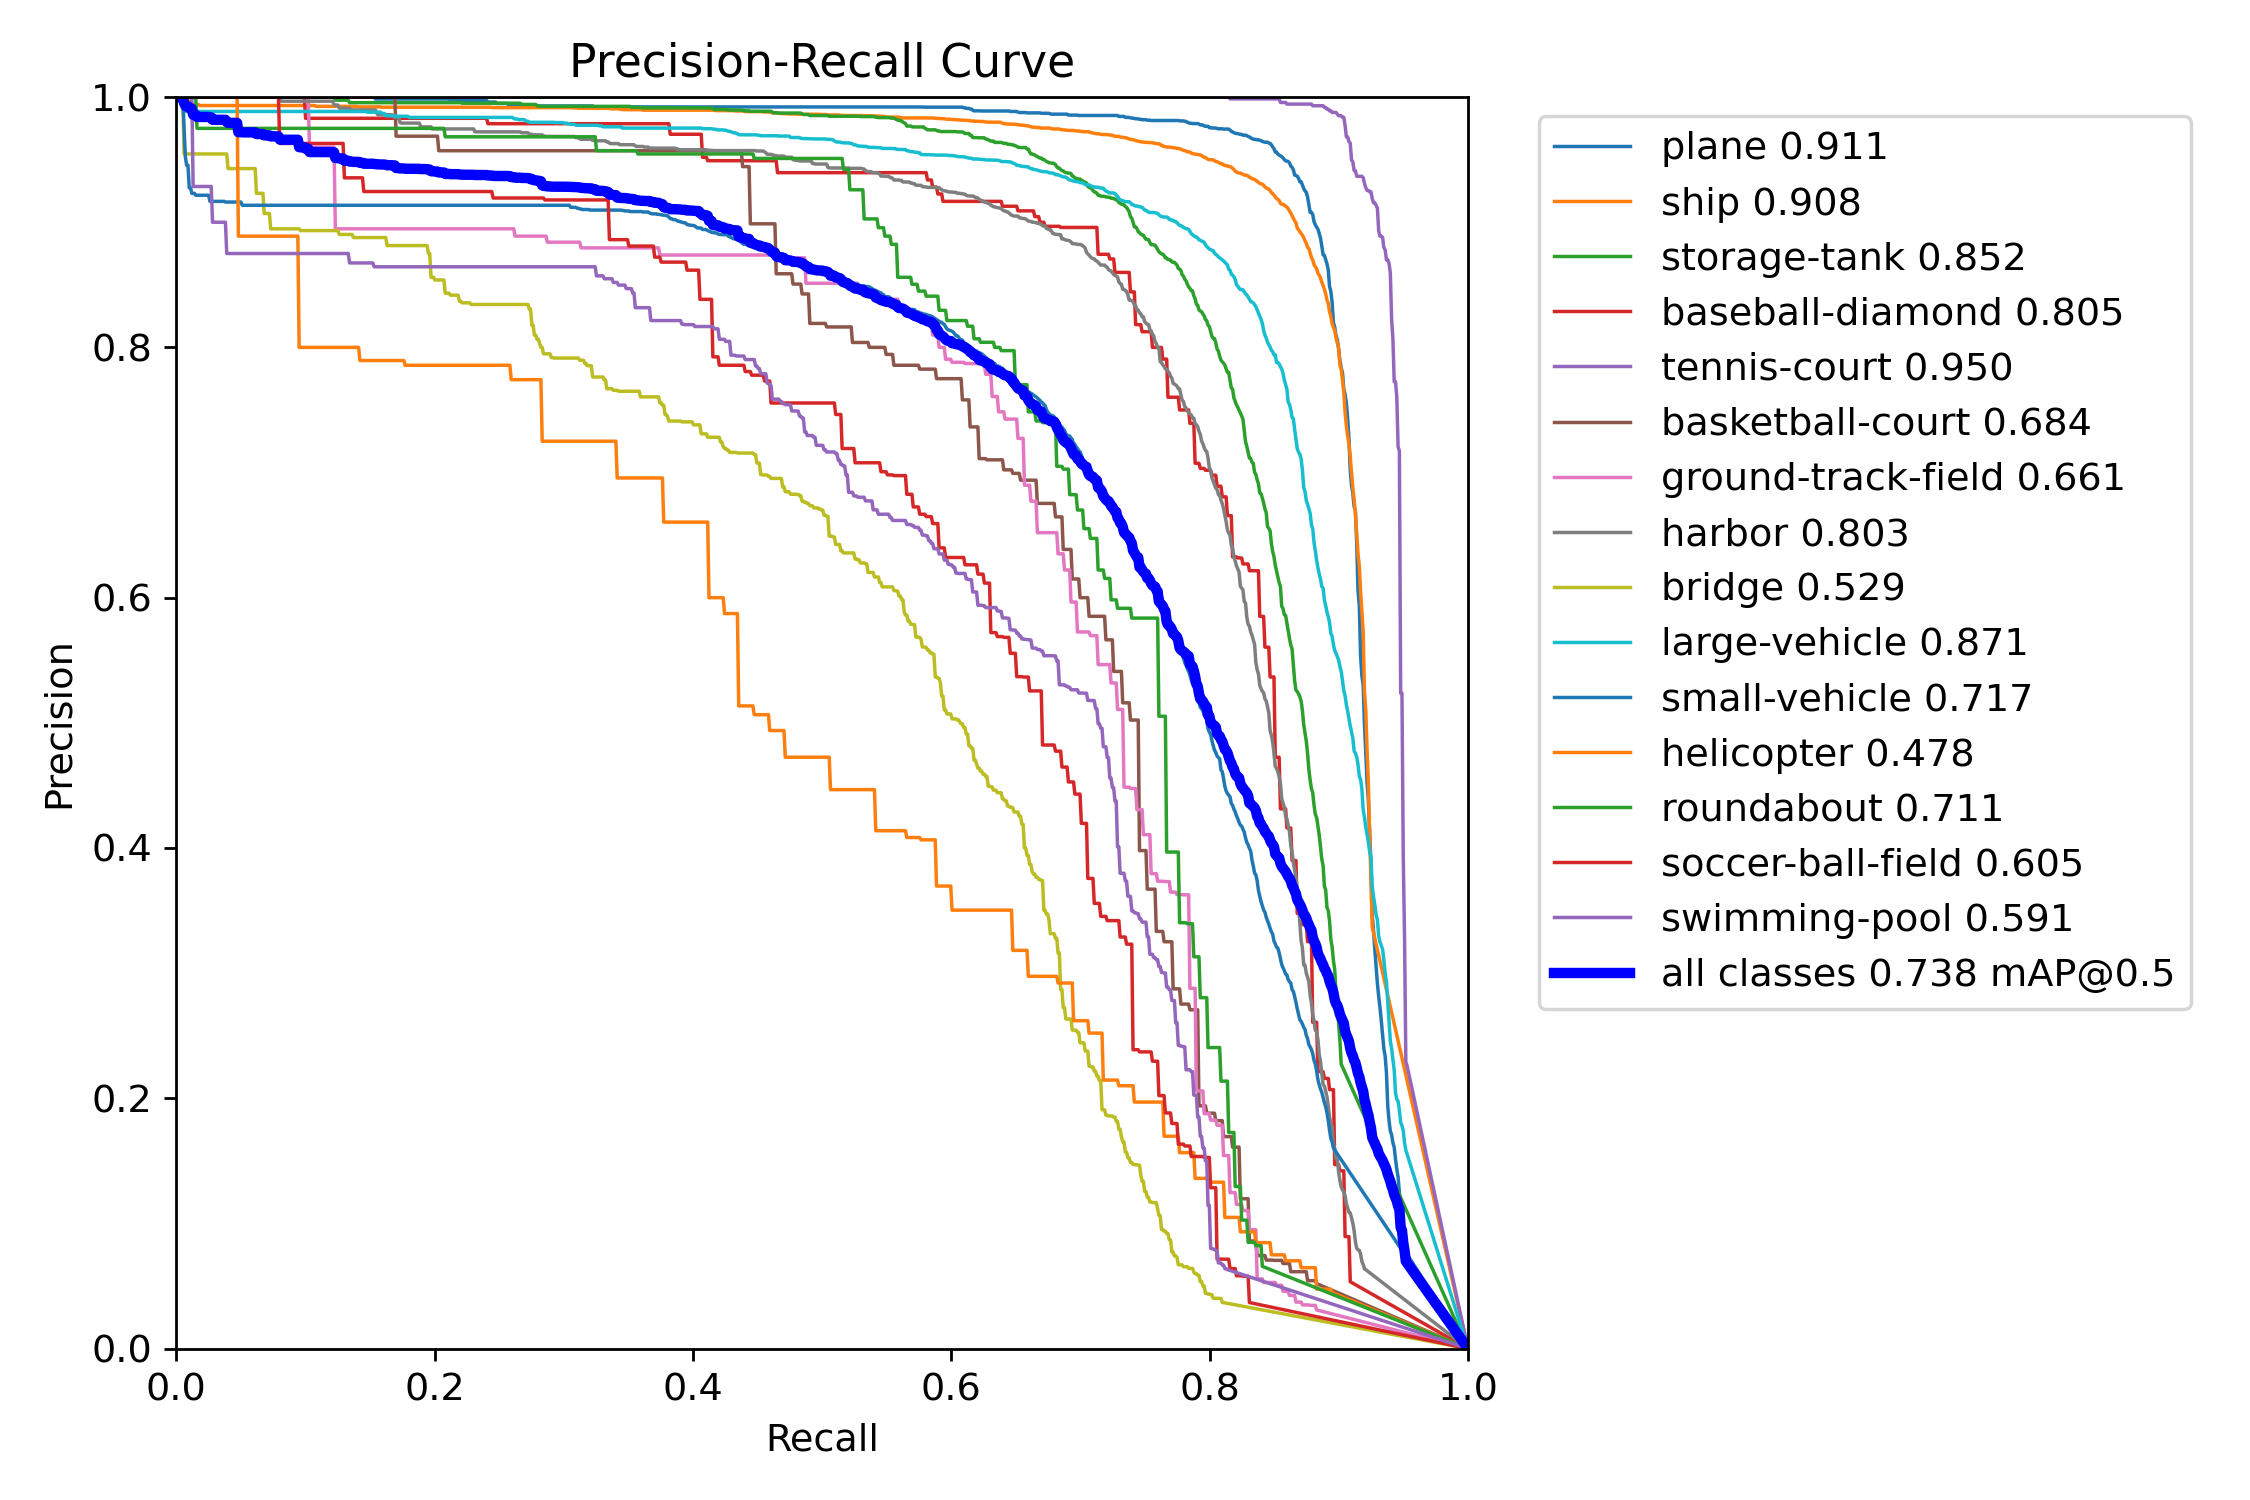 Precision-Recall Curve
1.0
0.8
0.6
0.4
0.2
0.0
Precision
0.0 0.2 0.4 0.6 0.8 1.0
Recall
plane 0.911
ship 0.908
storage-tank 0.852
baseball-diamond 0.805
tennis-court 0.950
basketball-court 0.684
ground-track-field 0.661
harbor 0.803
bridge 0.529
large-vehicle 0.871
small-vehicle 0.717
helicopter 0.478
roundabout 0.711
soccer-ball-field 0.605
swimming-pool 0.591
all classes 0.738 mAP@0.5